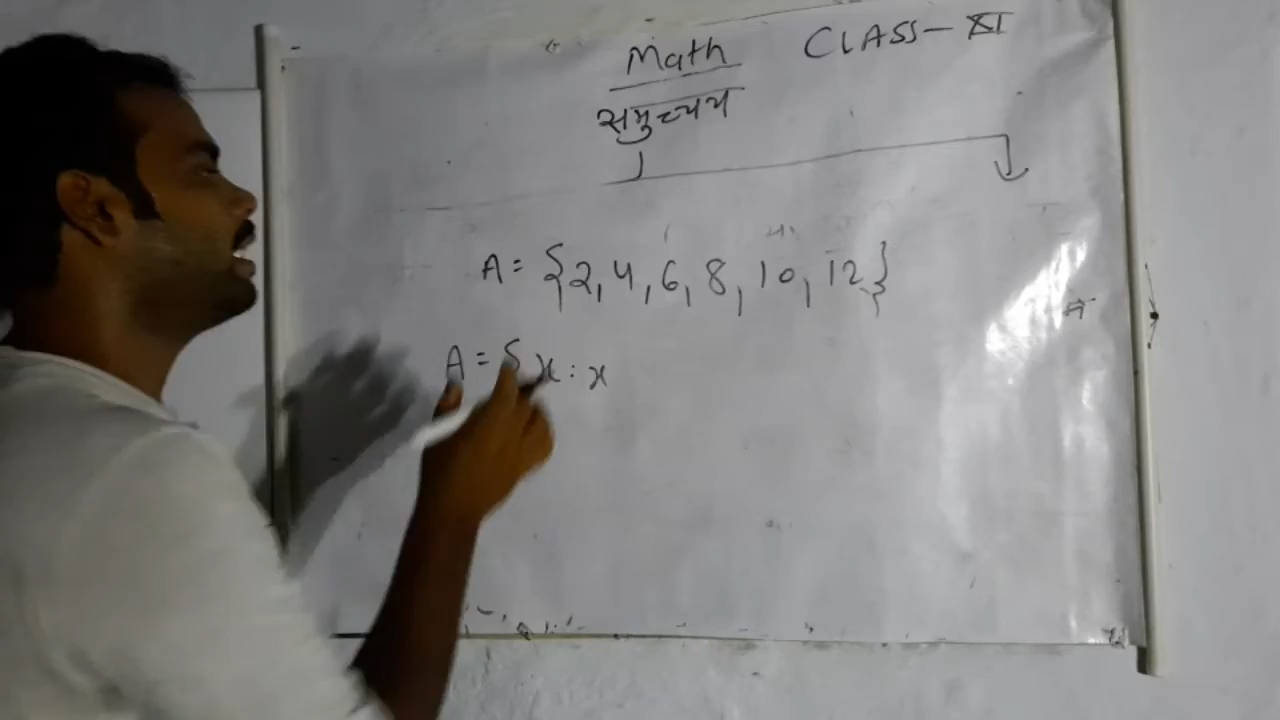 Math CLASS-XI
समुच्चय
A = {2, 4, 6, 8, 10, 12}
A = {x : x